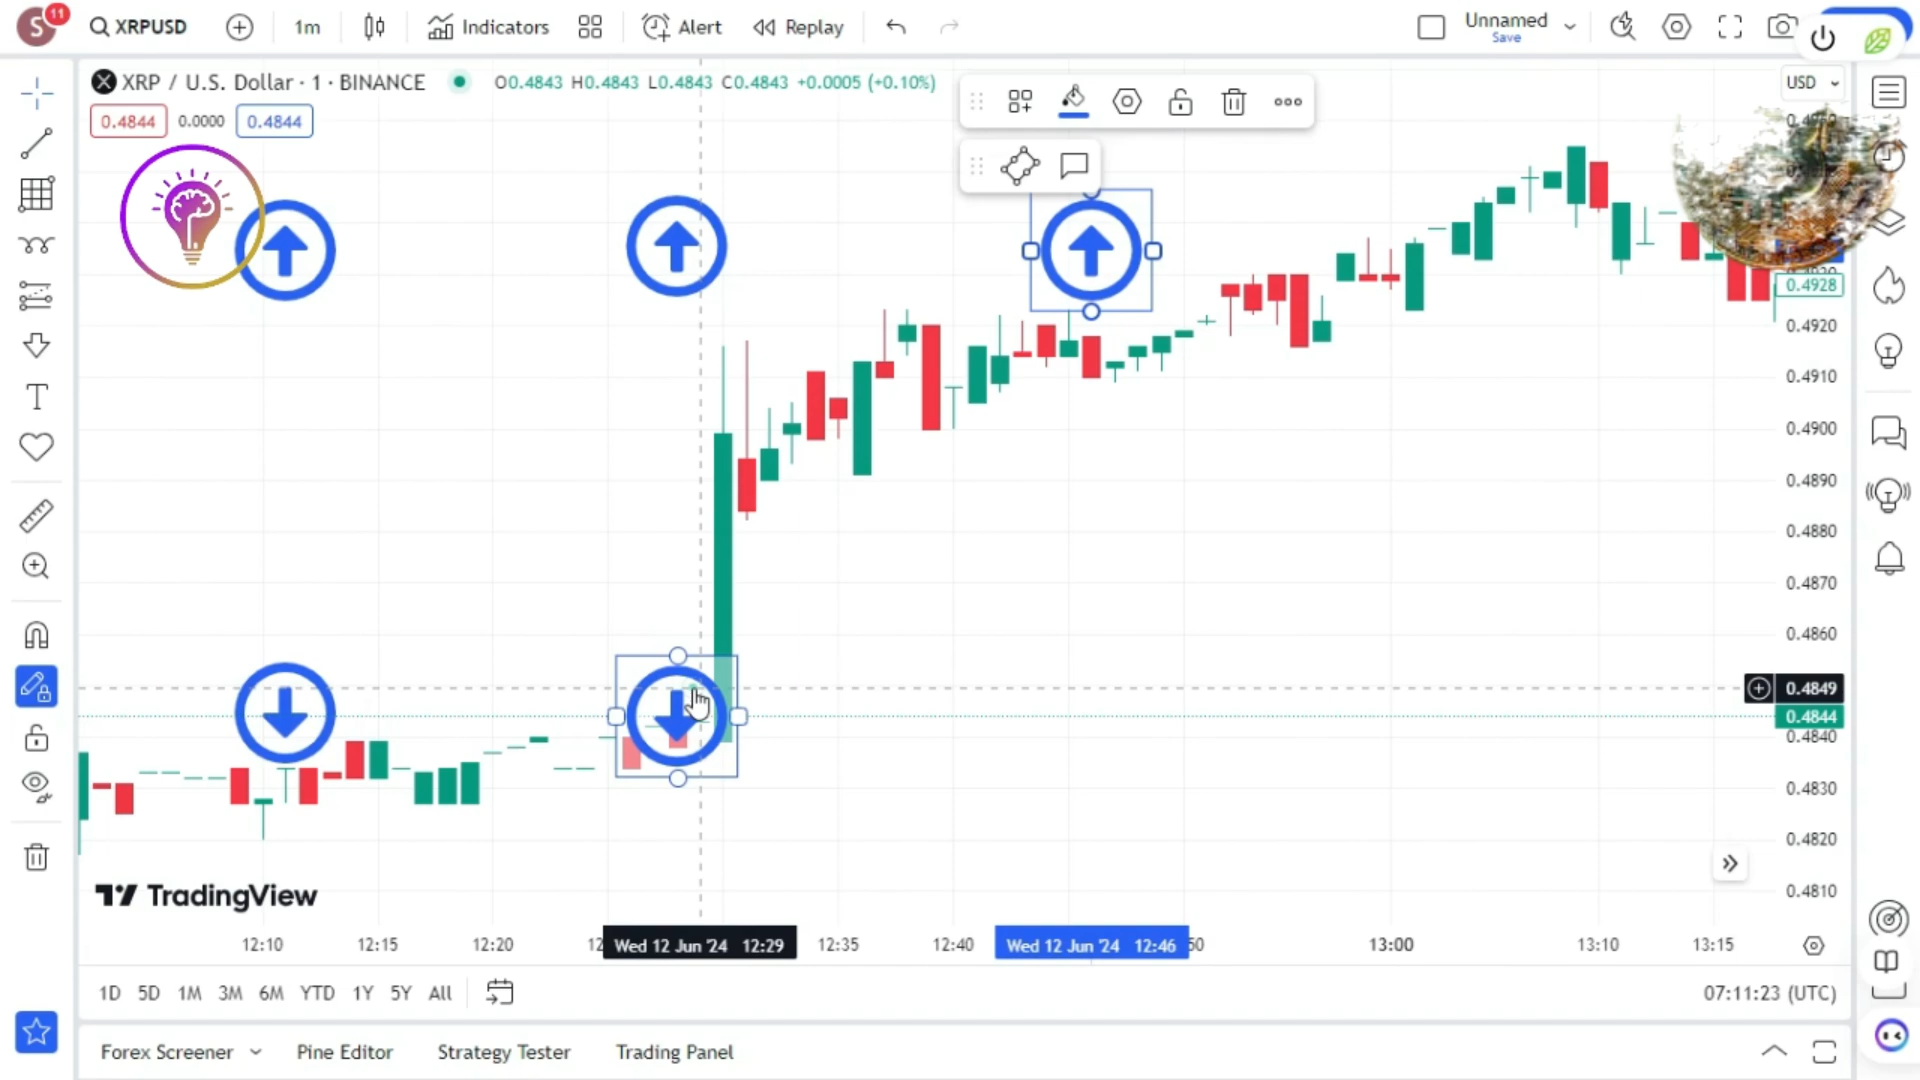 S 11 XRPUSD 1m Indicators Alert Replay Unnamed
Save
XRP / U.S. Dollar · 1 · BINANCE O0.4843 H0.4843 L0.4843 C0.4843 +0.0005 (+0.10%) USD
0.4844 0.0000 0.4844
0.4928
0.4920
0.4910
0.4900
0.4890
0.4880
0.4870
0.4860
0.4849
0.4844
0.4840
0.4830
0.4820
0.4810
TradingView
12:10 12:15 12:20 Wed 12 Jun '24 12:29 12:35 12:40 Wed 12 Jun '24 12:46 13:00 13:10 13:15
1D 5D 1M 3M 6M YTD 1Y 5Y All 07:11:23 (UTC)
Forex Screener Pine Editor Strategy Tester Trading Panel